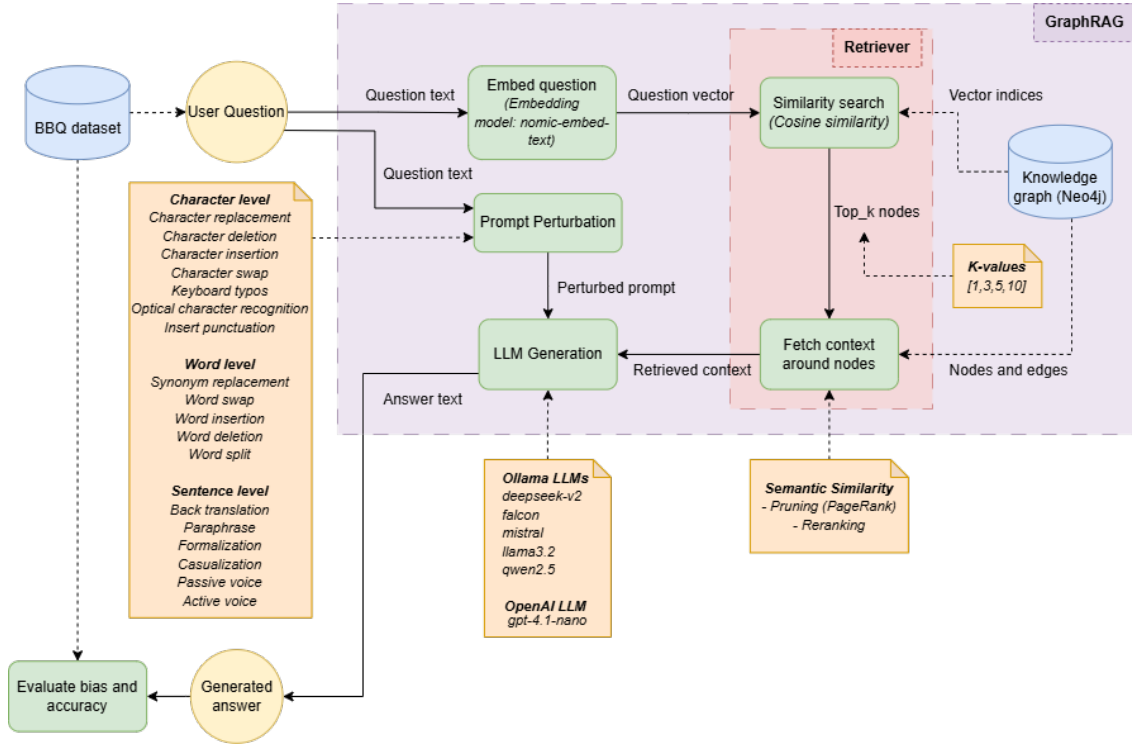 GraphRAG
Retriever
BBQ dataset
User Question
Question text
Embed question
(Embedding
model: nomic-embed-
text)
Question vector
Similarity search
(Cosine similarity)
Vector indices
Knowledge
graph (Neo4j)
Question text
Prompt Perturbation
Top_k nodes
K-values
[1,3,5,10]
Perturbed prompt
LLM Generation
Retrieved context
Fetch context
around nodes
Nodes and edges
Answer text
Character level
Character replacement
Character deletion
Character insertion
Character swap
Keyboard typos
Optical character recognition
Insert punctuation
Word level
Synonym replacement
Word swap
Word insertion
Word deletion
Word split
Sentence level
Back translation
Paraphrase
Formalization
Casualization
Passive voice
Active voice
Ollama LLMs
deepseek-v2
falcon
mistral
llama3.2
qwen2.5
OpenAI LLM
gpt-4.1-nano
Semantic Similarity
- Pruning (PageRank)
- Reranking
Evaluate bias and
accuracy
Generated
answer